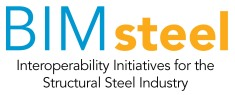 BIMsteel
Interoperability Initiatives for the
Structural Steel Industry